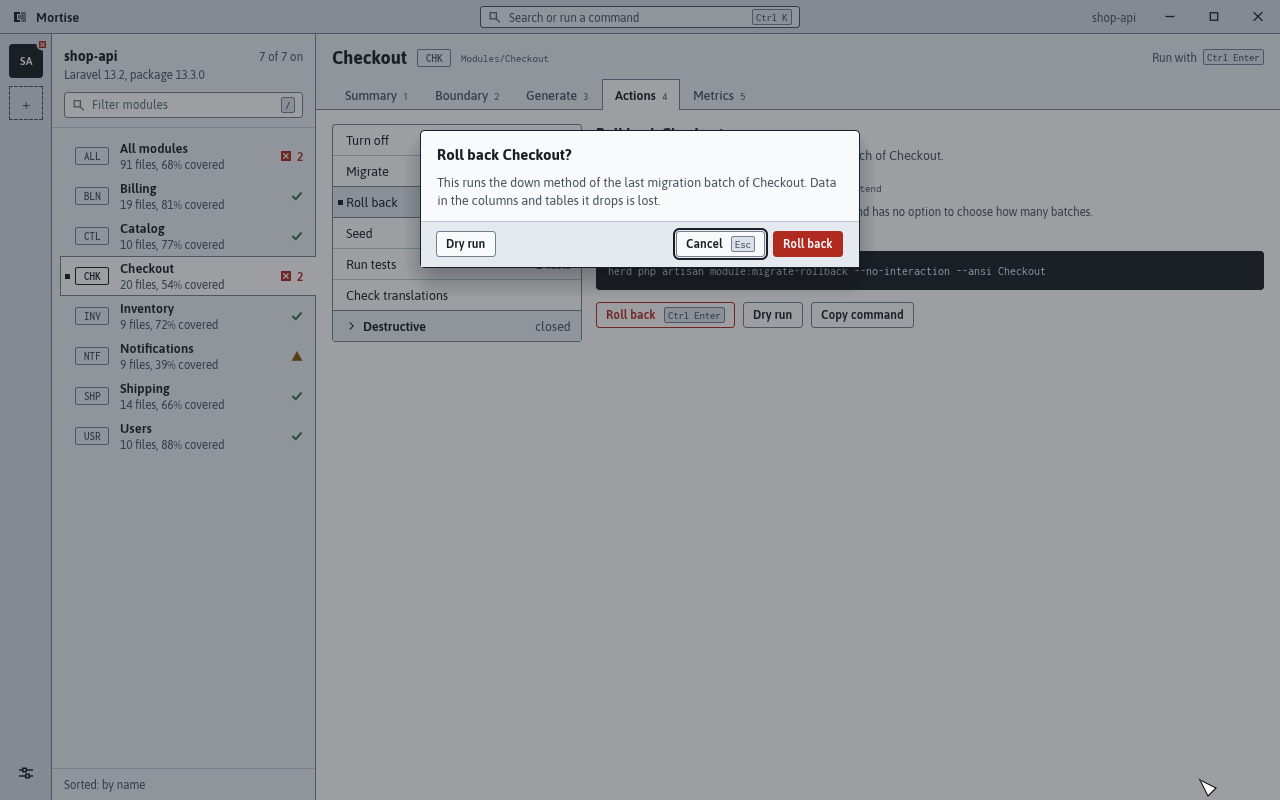 Mortise
Search or run a command
Ctrl K
shop-api
SA
+
shop-api
7 of 7 on
Laravel 13.2, package 13.3.0
Filter modules
/
ALL
All modules
91 files, 68% covered
2
BLN
Billing
19 files, 81% covered
CTL
Catalog
10 files, 77% covered
CHK
Checkout
20 files, 54% covered
2
INV
Inventory
9 files, 72% covered
NTF
Notifications
9 files, 39% covered
SHP
Shipping
14 files, 66% covered
USR
Users
10 files, 88% covered
Sorted: by name
Checkout
CHK
Modules/Checkout
Run with
Ctrl Enter
Summary 1
Boundary 2
Generate 3
Actions 4
Metrics 5
Turn off
Migrate
Roll back
Seed
Run tests
Check translations
Destructive
closed
Roll back Checkout?
This runs the down method of the last migration batch of Checkout. Data
in the columns and tables it drops is lost.
Dry run
Cancel
Esc
Roll back
ch of Checkout.
tend
d has no option to choose how many batches.
herd php artisan module:migrate-rollback --no-interaction --ansi Checkout
Roll back
Ctrl Enter
Dry run
Copy command